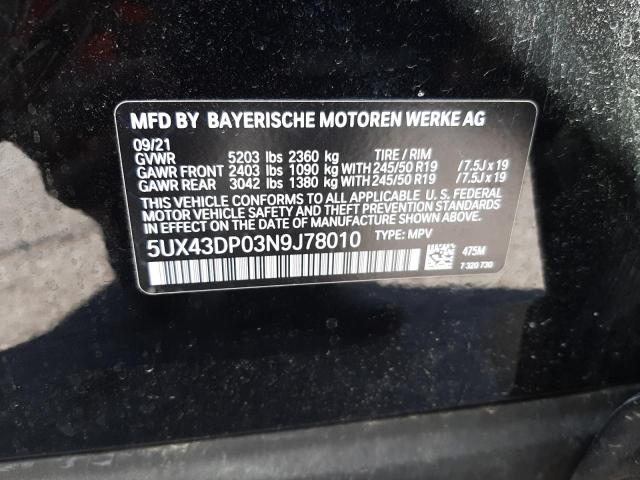 MFD BY BAYERISCHE MOTOREN WERKE AG
09/21
GVWR 5203 lbs 2360 kg TIRE / RIM
GAWR FRONT 2403 lbs 1090 kg WITH 245/50 R19 /7.5J x 19
GAWR REAR 3042 lbs 1380 kg WITH 245/50 R19 /7.5J x 19
THIS VEHICLE CONFORMS TO ALL APPLICABLE U. S. FEDERAL
MOTOR VEHICLE SAFETY AND THEFT PREVENTION STANDARDS
IN EFFECT ON THE DATE OF MANUFACTURE SHOWN ABOVE.
5UX43DP03N9J78010 TYPE: MPV
475M
7 320 730